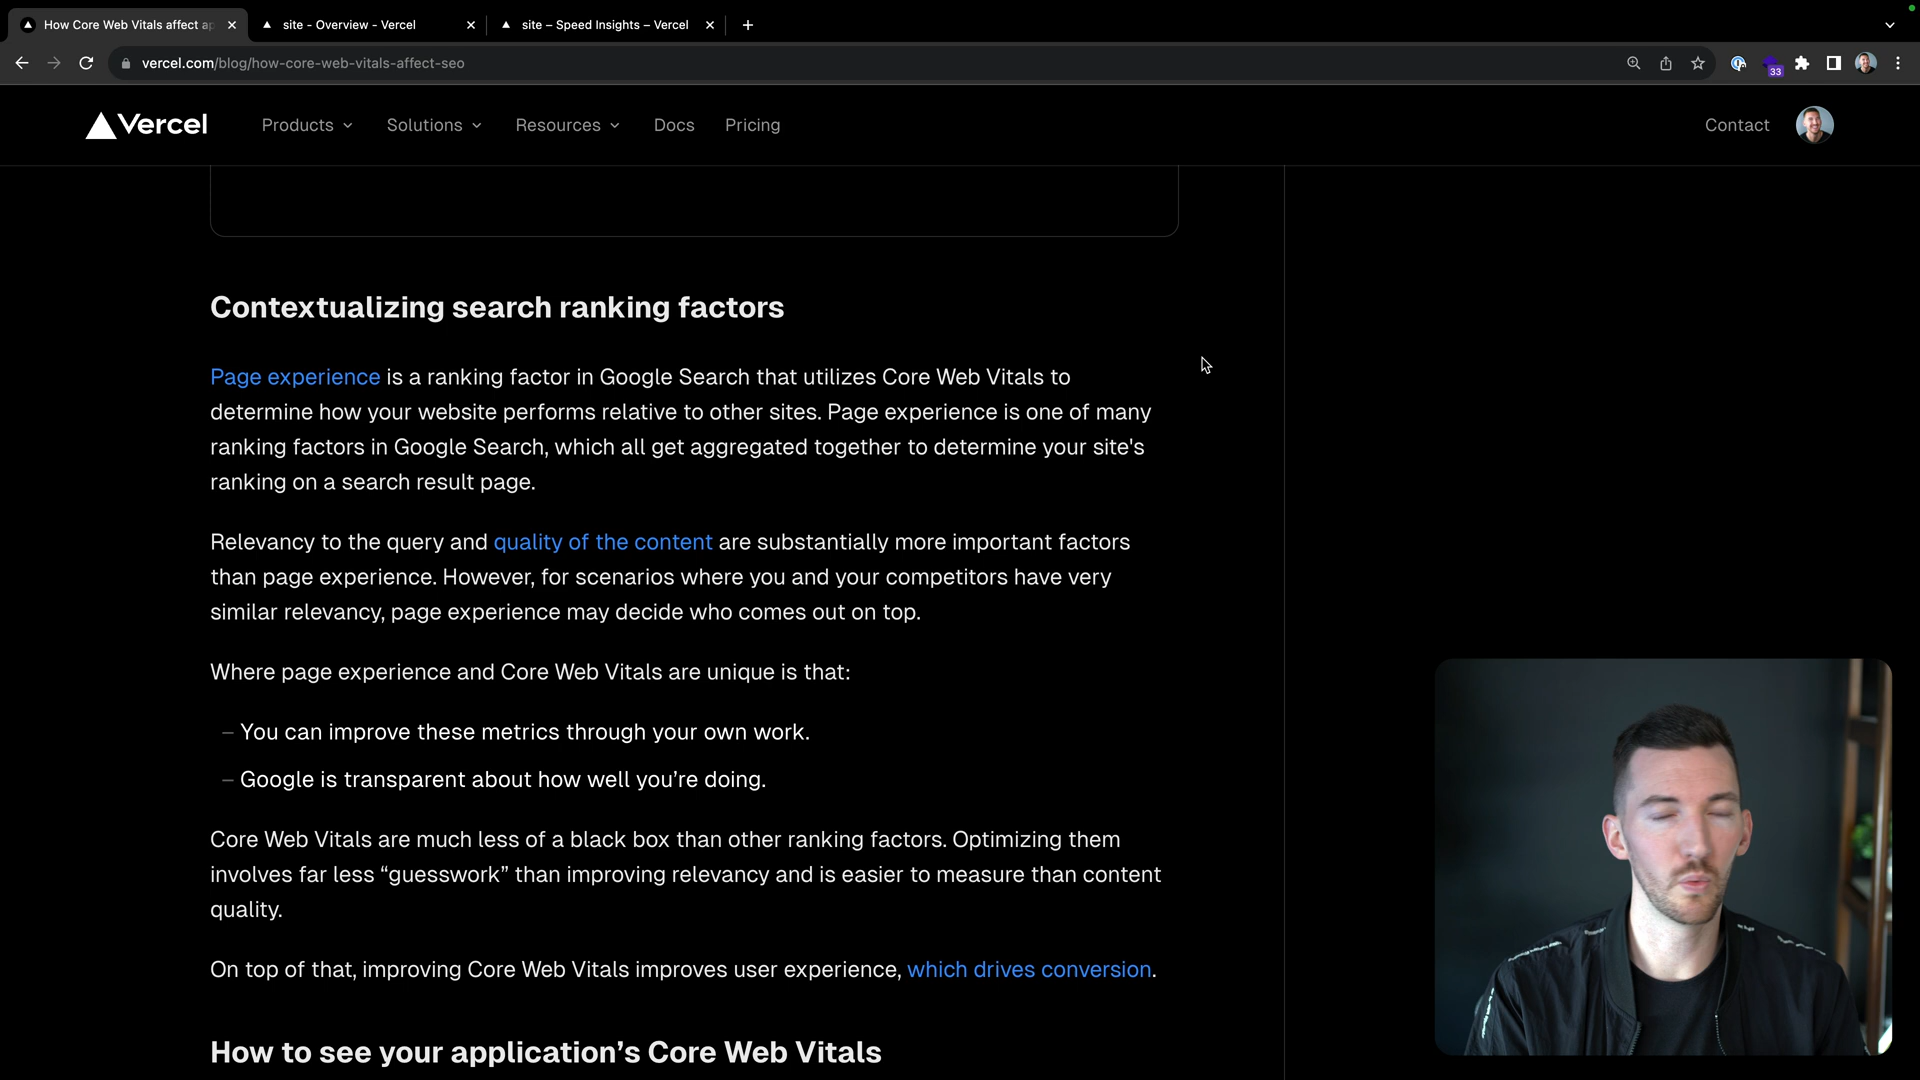 How Core Web Vitals affect ap
site - Overview - Vercel
site – Speed Insights – Vercel
vercel.com/blog/how-core-web-vitals-affect-seo
33
Vercel
Products
Solutions
Resources
Docs
Pricing
Contact
Contextualizing search ranking factors
Page experience is a ranking factor in Google Search that utilizes Core Web Vitals to
determine how your website performs relative to other sites. Page experience is one of many
ranking factors in Google Search, which all get aggregated together to determine your site's
ranking on a search result page.
Relevancy to the query and quality of the content are substantially more important factors
than page experience. However, for scenarios where you and your competitors have very
similar relevancy, page experience may decide who comes out on top.
Where page experience and Core Web Vitals are unique is that:
– You can improve these metrics through your own work.
– Google is transparent about how well you’re doing.
Core Web Vitals are much less of a black box than other ranking factors. Optimizing them
involves far less “guesswork” than improving relevancy and is easier to measure than content
quality.
On top of that, improving Core Web Vitals improves user experience, which drives conversion.
How to see your application’s Core Web Vitals